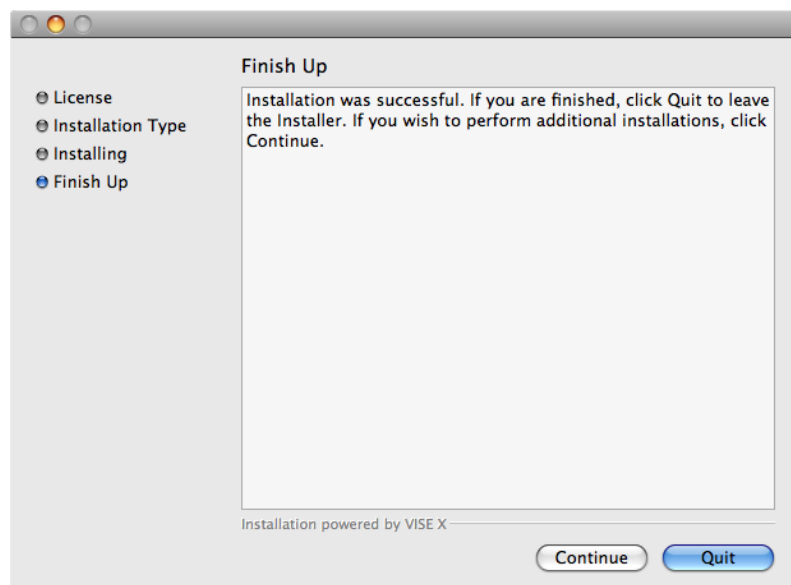 Finish Up
License
Installation Type
Installing
Finish Up
Installation was successful. If you are finished, click Quit to leave
the Installer. If you wish to perform additional installations, click
Continue.
Installation powered by VISE X
Continue
Quit